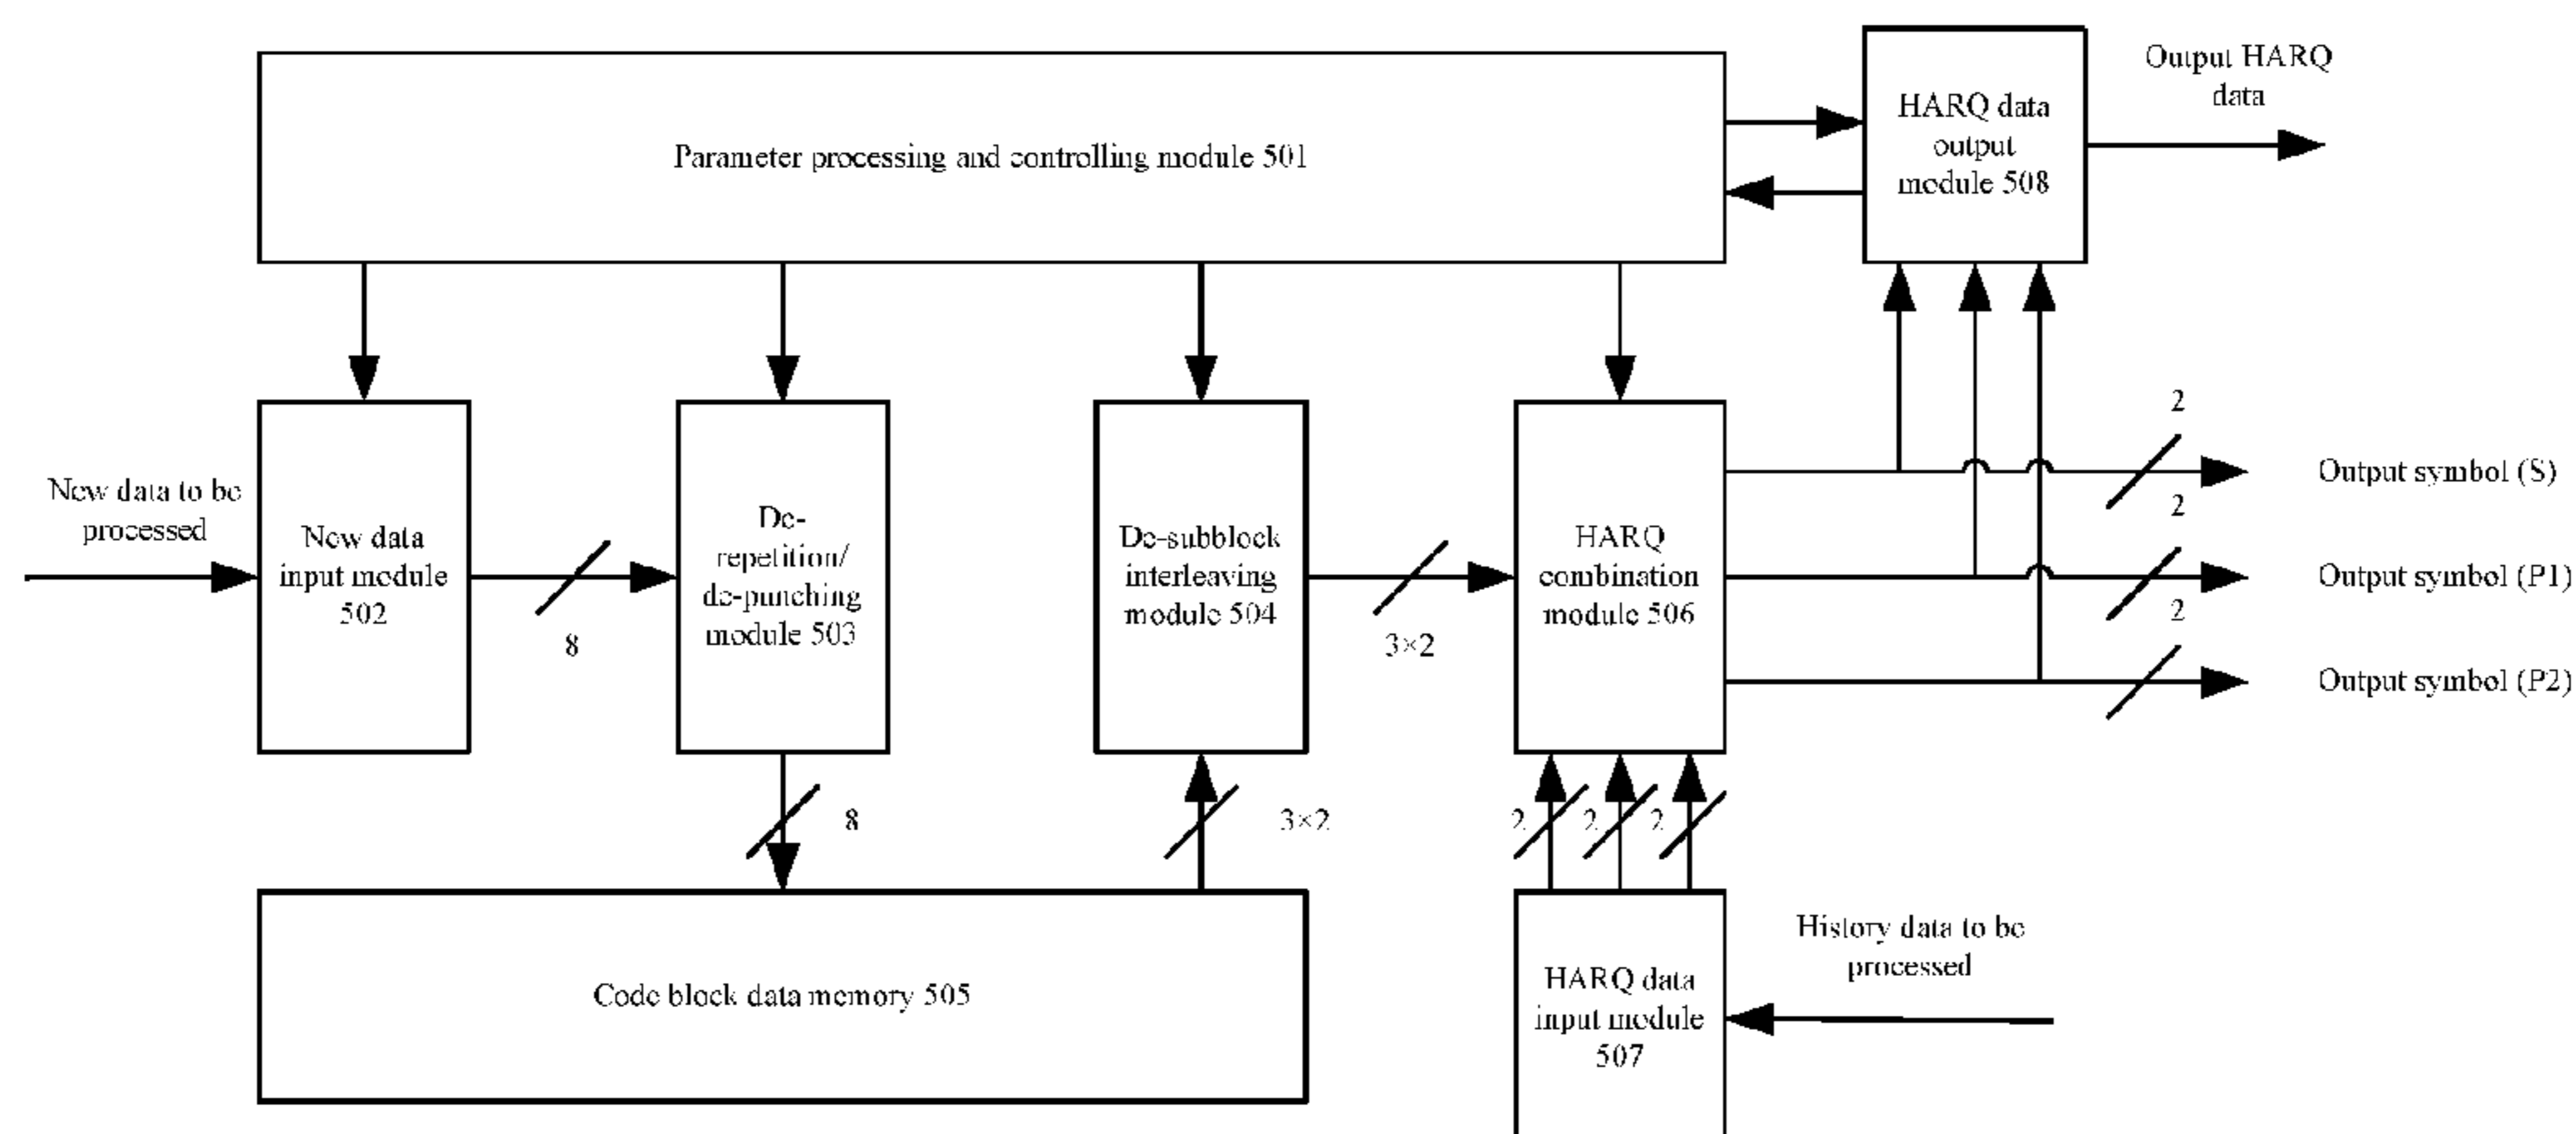 Output HARQ
data
HARQ data
output
module 508
Parameter processing and controlling module 501
2
New data to be
processed
Output symbol (S)
2
New data
input module
502
De-
repetition/
de-punching
module 503
De-subblock
interleaving
module 504
HARQ
combination
module 506
Output symbol (P1)
2
8
3×2
Output symbol (P2)
8
3×2
2
2
2
History data to be
processed
Code block data memory 505
HARQ data
input module
507